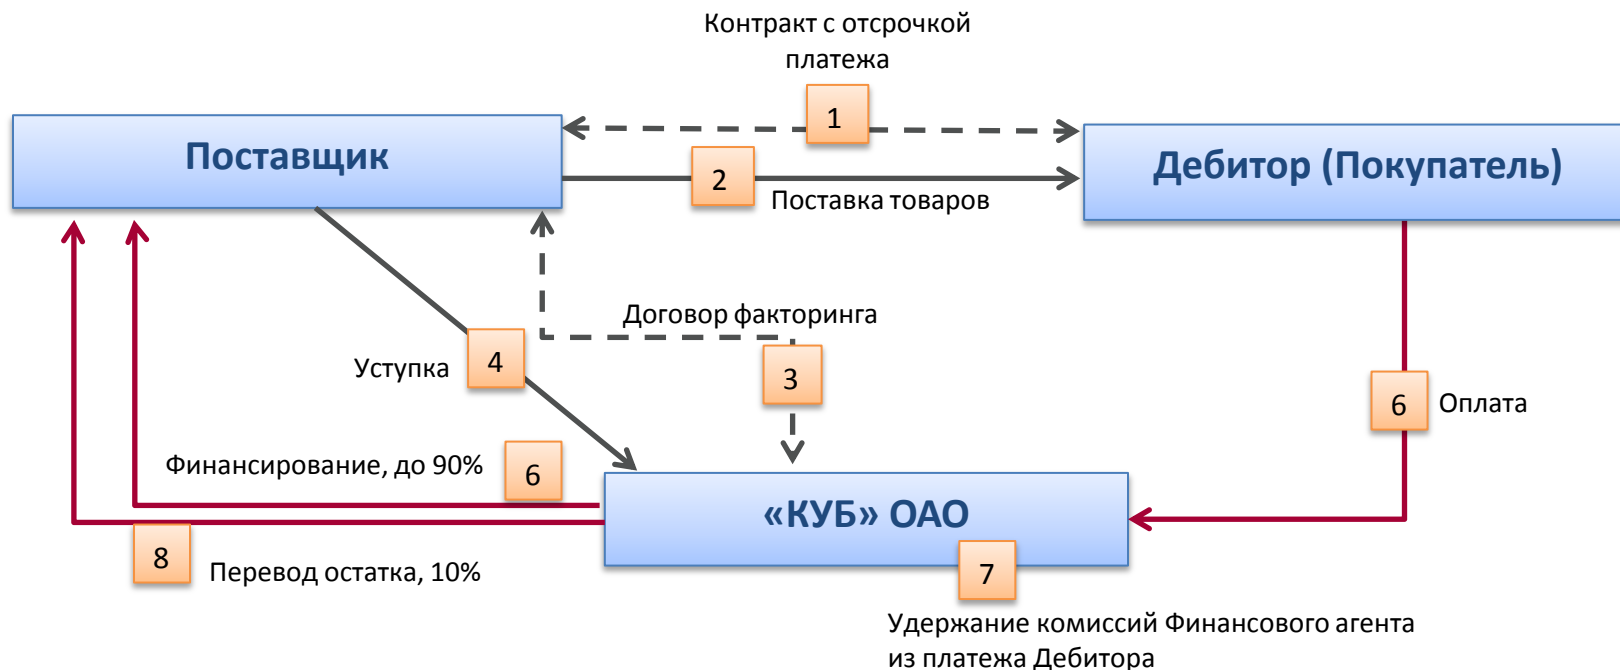 Контракт с отсрочкой
платежа
1
Поставщик
Дебитор (Покупатель)
2
Поставка товаров
Договор факторинга
4
Уступка
3
6
Оплата
Финансирование, до 90%
6
«КУБ» ОАО
8
Перевод остатка, 10%
7
Удержание комиссий Финансового агента
из платежа Дебитора